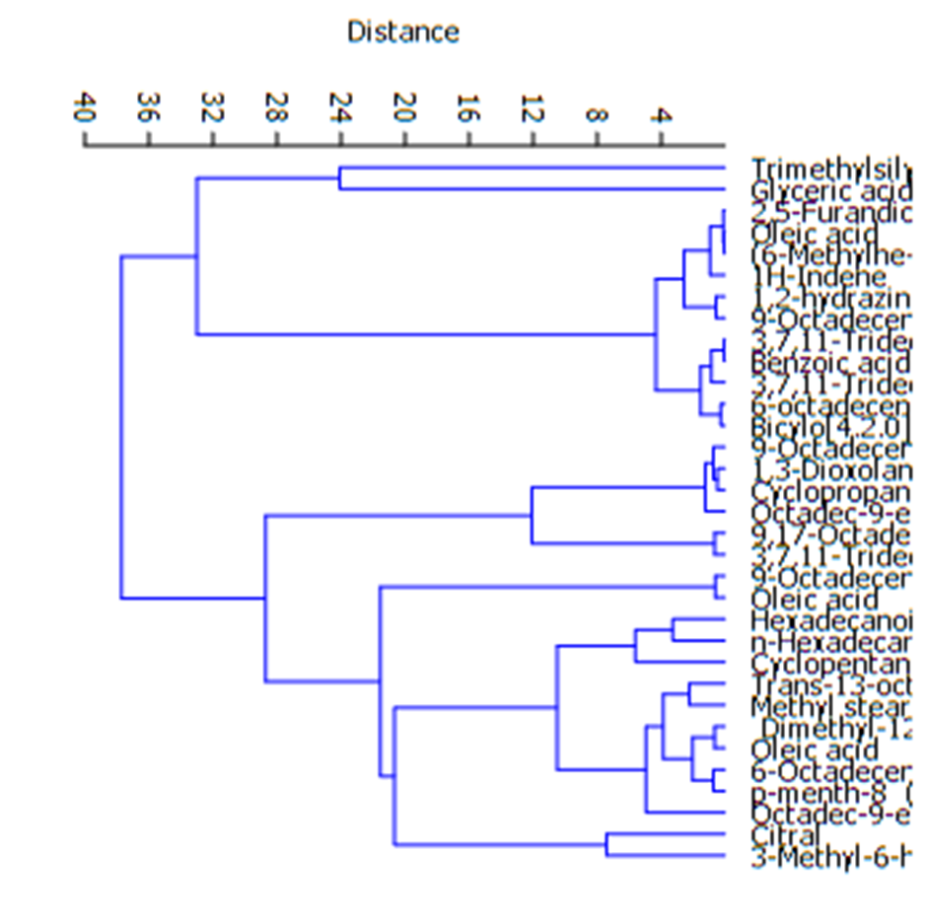 Distance
40 36 32 28 24 20 16 12 8 4
Trimethylsily
Glyceric acid
2,5-Furandic
Oleic acid
(6-Methylhe-
1H-Indene
1,2-hydrazin
9-Octadecer
3,7,11-Tride
Benzoic acid
3,7,11-Tride
6-octadecen
Bicylo[4.2.0]
9-Octadecer
1,3-Dioxolan
Cyclopropan
Octadec-9-e
9,17-Octade
3,7,11-Tride
9-Octadecer
Oleic acid
Hexadecanoi
n-Hexadecar
Cyclopentan
Trans-13-oct
Methyl stear
Dimethyl-12
Oleic acid
6-Octadecer
p-menth-8 (
Octadec-9-e
Citral
3-Methyl-6-h